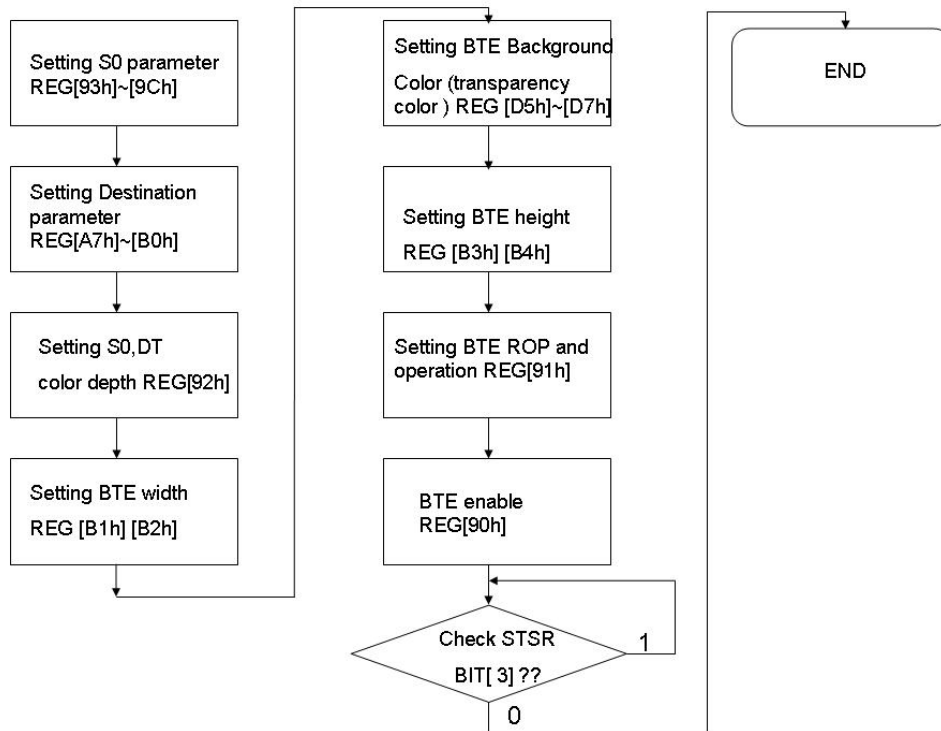 Setting S0 parameter
REG[93h]~[9Ch]
Setting Destination
parameter
REG[A7h]~[B0h]
Setting S0,DT
color depth REG[92h]
Setting BTE width
REG [B1h] [B2h]
Setting BTE Background
Color (transparency
color ) REG [D5h]~[D7h]
Setting BTE height
REG [B3h] [B4h]
Setting BTE ROP and
operation REG[91h]
BTE enable
REG[90h]
Check STSR
BIT[ 3] ??
1
0
END